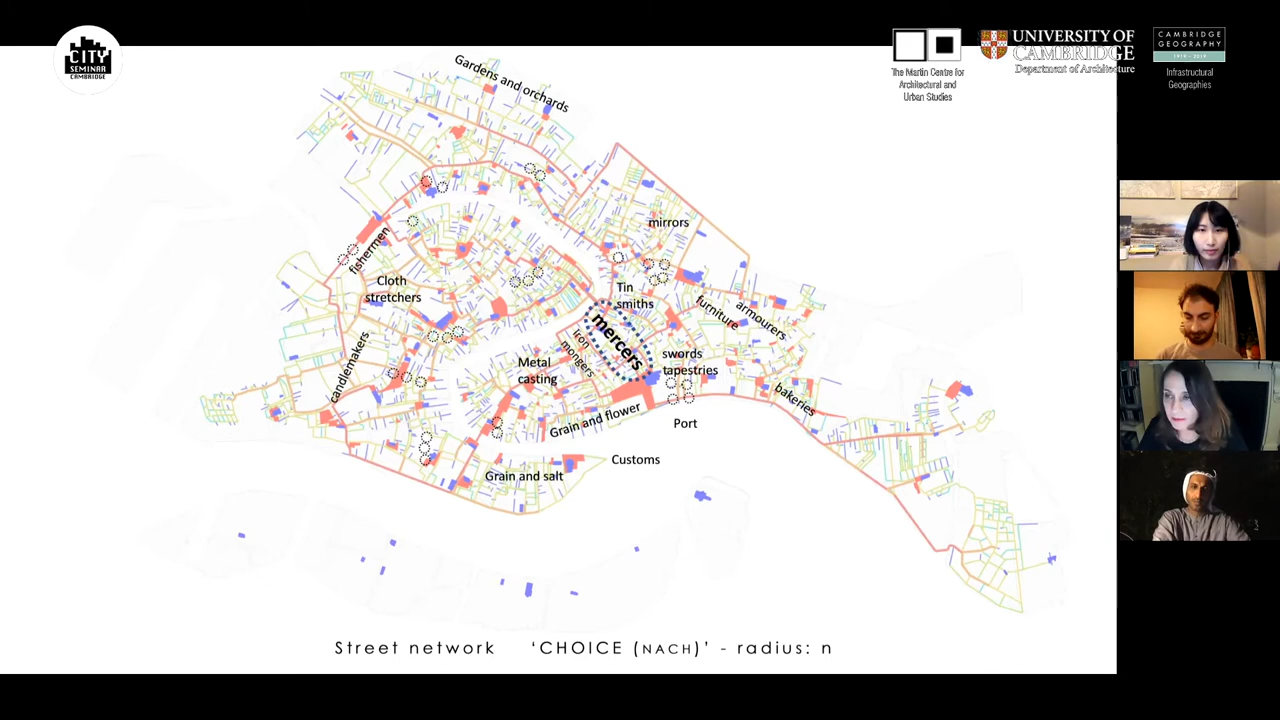 CITY
SEMINAR
CAMBRIDGE
The Martin Centre for
Architectural and
Urban Studies
UNIVERSITY OF
CAMBRIDGE
Department of Architecture
CAMBRIDGE
GEOGRAPHY
1919 - 2019
Infrastructural
Geographies
Gardens and orchards
mirrors
fishermen
Cloth
stretchers
Tin
smiths
furniture
armourers
mercers
Iron
mongers
candlemakers
Metal
casting
swords
tapestries
bakeries
Grain and flower
Port
Customs
Grain and salt
Street network ‘CHOICE (NACH)’ - radius: n